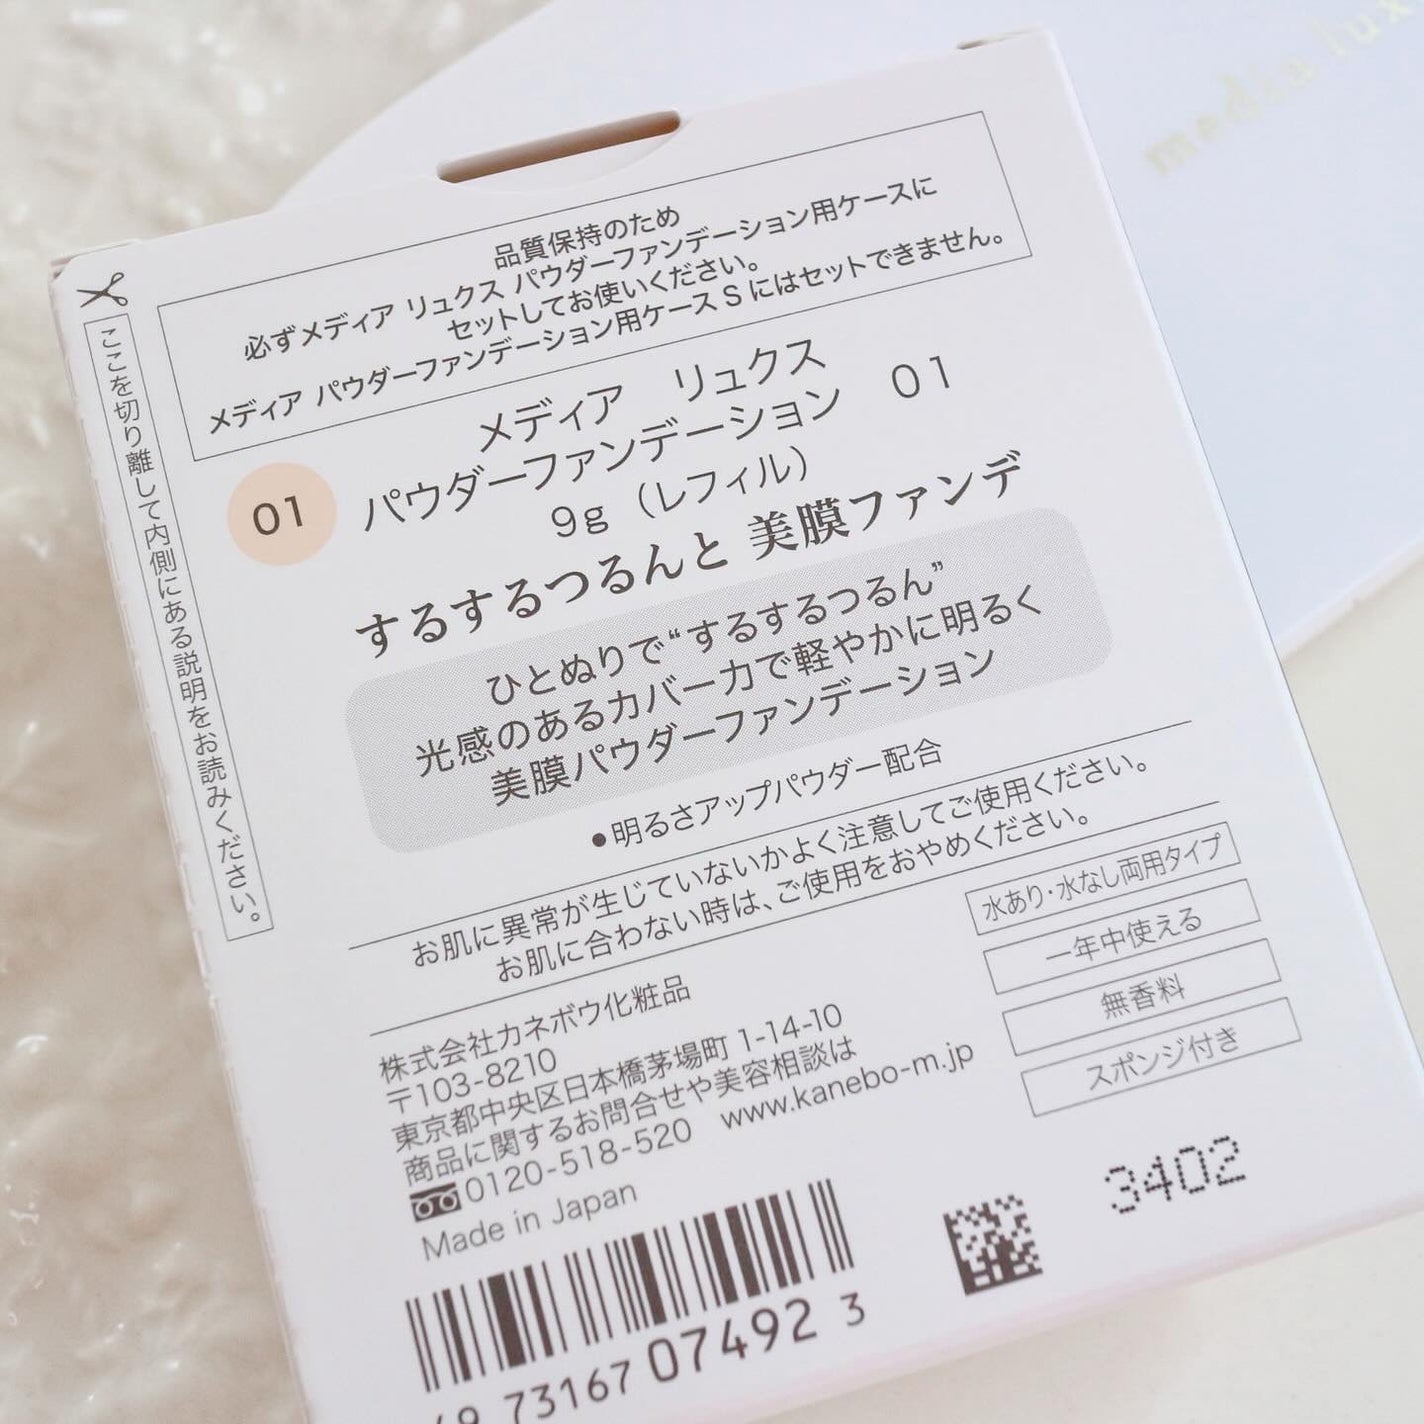 media lux
品質保持のため
必ずメディア リュクス パウダーファンデーション用ケースに
セットしてお使いください。
メディア パウダーファンデーション用ケースSにはセットできません。
ここを切り離して内側にある説明をお読みください。
01
メディア リュクス
パウダーファンデーション 01
9g（レフィル）
するするつるんと 美膜ファンデ
ひとぬりで“するするつるん”
光感のあるカバー力で軽やかに明るく
美膜パウダーファンデーション
●明るさアップパウダー配合
お肌に異常が生じていないかよく注意してご使用ください。
お肌に合わない時は、ご使用をおやめください。
水あり・水なし両用タイプ
一年中使える
無香料
スポンジ付き
株式会社カネボウ化粧品
〒103-8210
東京都中央区日本橋茅場町 1-14-10
商品に関するお問合せや美容相談は
0120-518-520 www.kanebo-m.jp
Made in Japan
3402
49 73167 07492 3